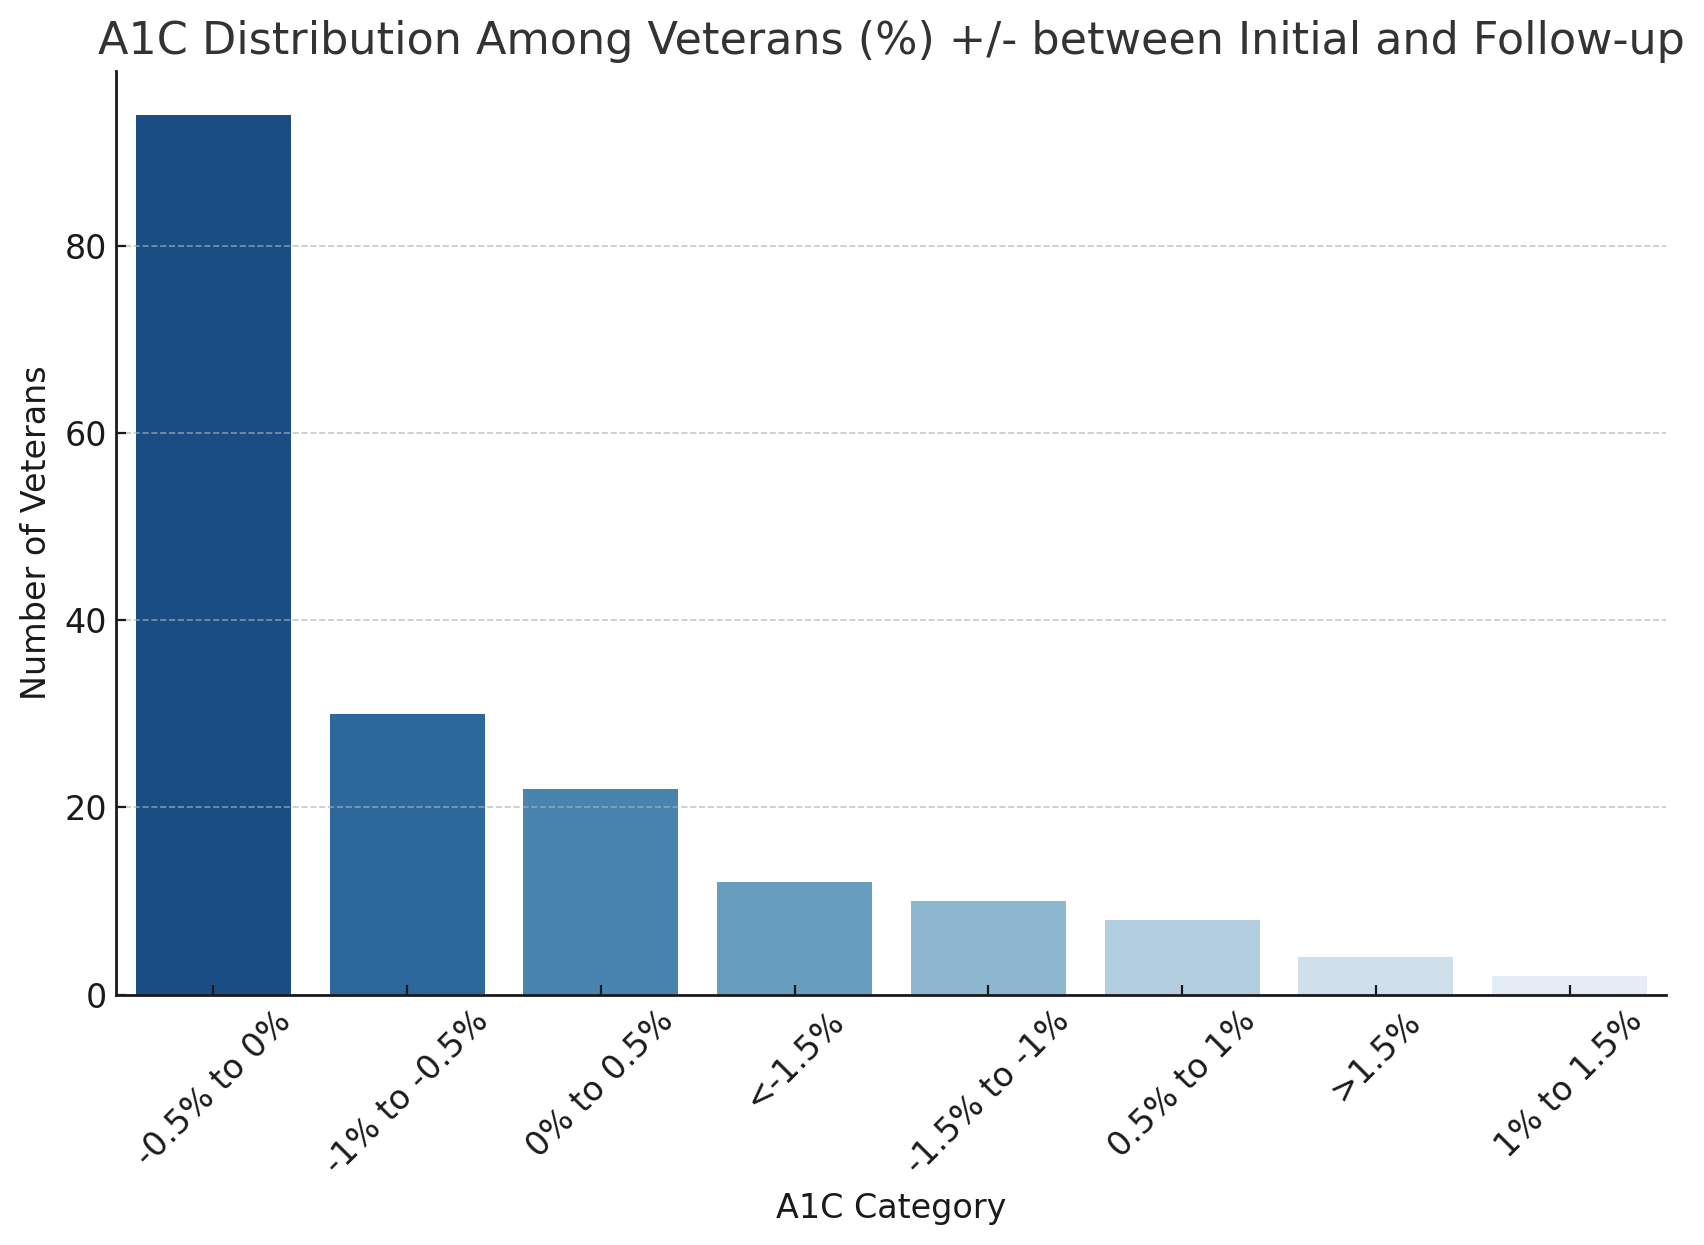 A1C Distribution Among Veterans (%) +/- between Initial and Follow-up
Number of Veterans
80
60
40
20
0
-0.5% to 0%
-1% to -0.5%
0% to 0.5%
<-1.5%
-1.5% to -1%
0.5% to 1%
>1.5%
1% to 1.5%
A1C Category